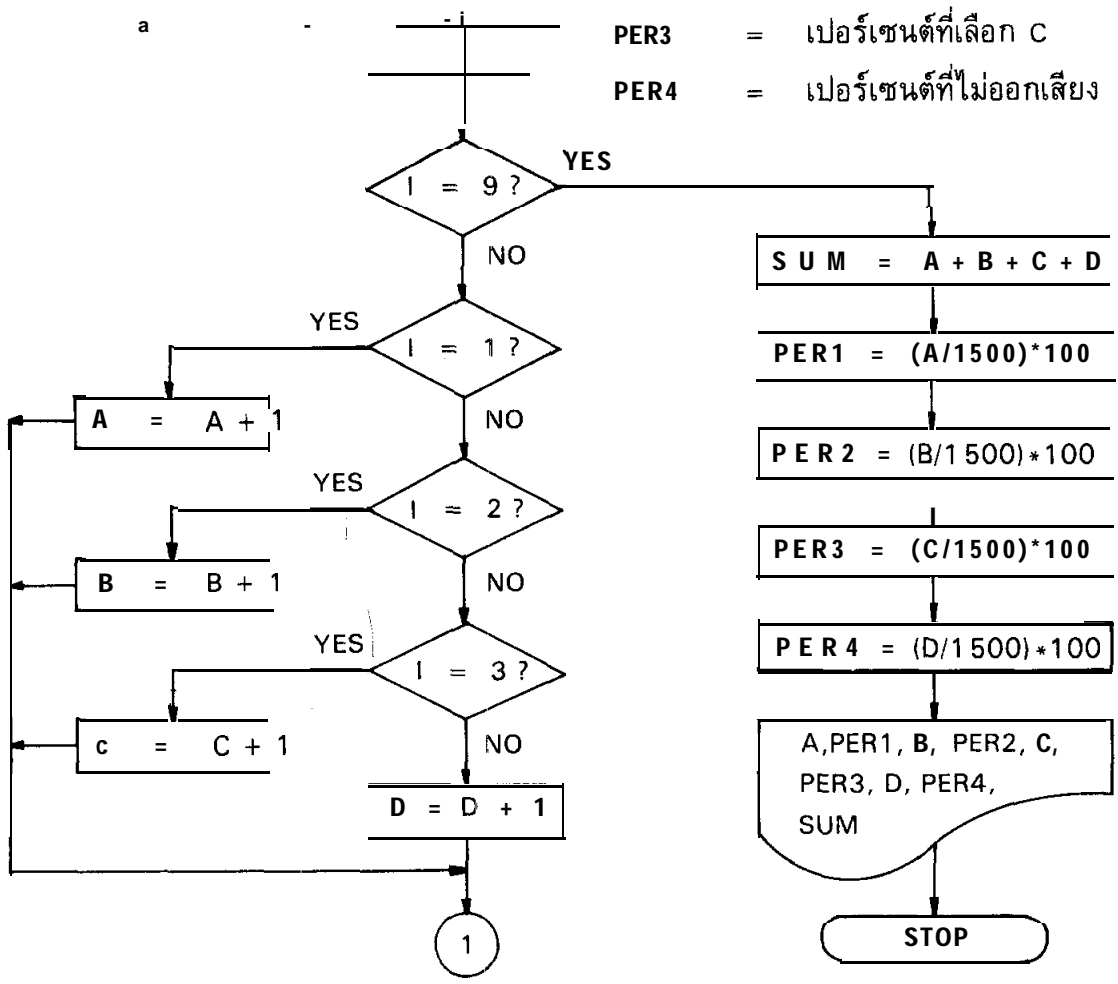 a - - i
PER3 = เปอร์เซนต์ที่เลือก C
PER4 = เปอร์เซนต์ที่ไม่ออกเสียง
I = 9 ?
YES
NO
I = 1 ?
YES
NO
A = A + 1
I = 2 ?
YES
NO
B = B + 1
I = 3 ?
YES
NO
c = C + 1
D = D + 1
1
SUM = A + B + C + D
PER1 = (A/1500)*100
PER2 = (B/1500)*100
PER3 = (C/1500)*100
PER4 = (D/1500)*100
A,PER1, B, PER2, C,
PER3, D, PER4,
SUM
STOP